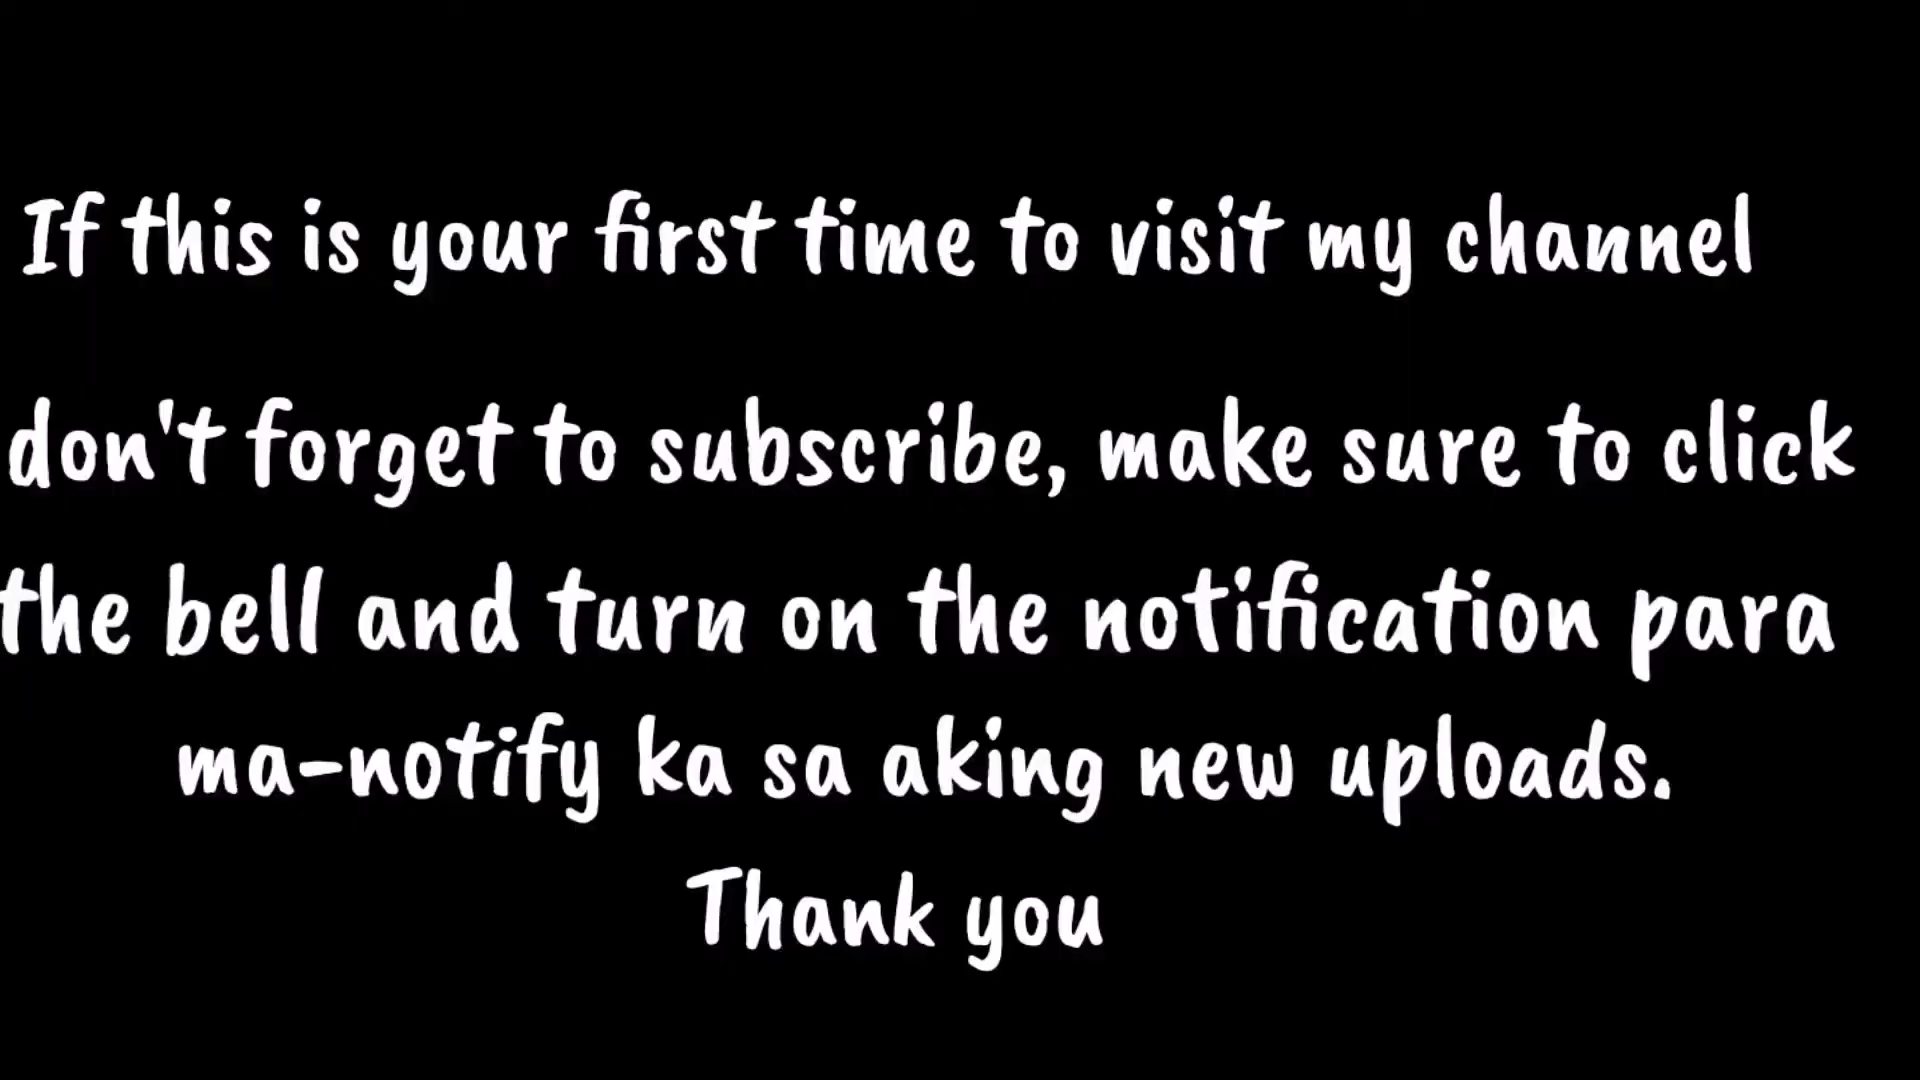 If this is your first time to visit my channel
don't forget to subscribe, make sure to click
the bell and turn on the notification para
ma-notify ka sa aking new uploads.
Thank you